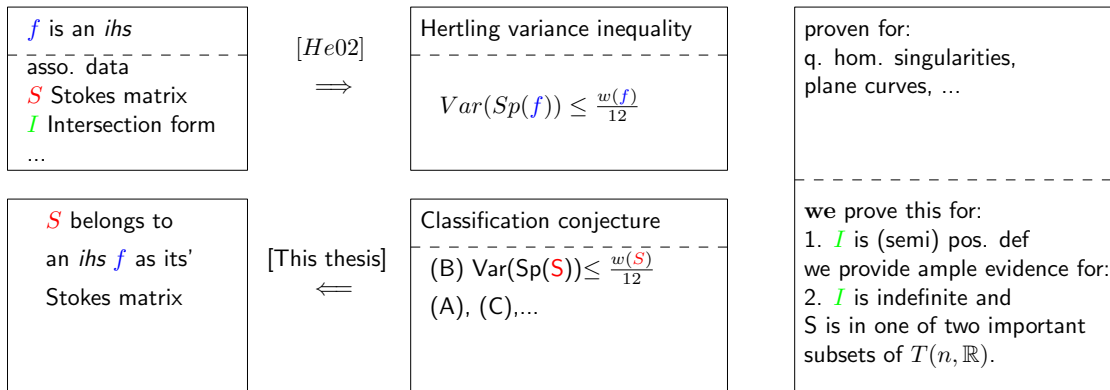 f is an ihs
asso. data
S Stokes matrix
I Intersection form
...
[He02]
⟹
Hertling variance inequality
Var(Sp(f)) ≤ w(f)/12
proven for:
q. hom. singularities,
plane curves, ...
S belongs to
an ihs f as its'
Stokes matrix
[This thesis]
⟸
Classification conjecture
(B) Var(Sp(S))≤ w(S)/12
(A), (C),...
we prove this for:
1. I is (semi) pos. def
we provide ample evidence for:
2. I is indefinite and
S is in one of two important
subsets of T(n, ℝ).